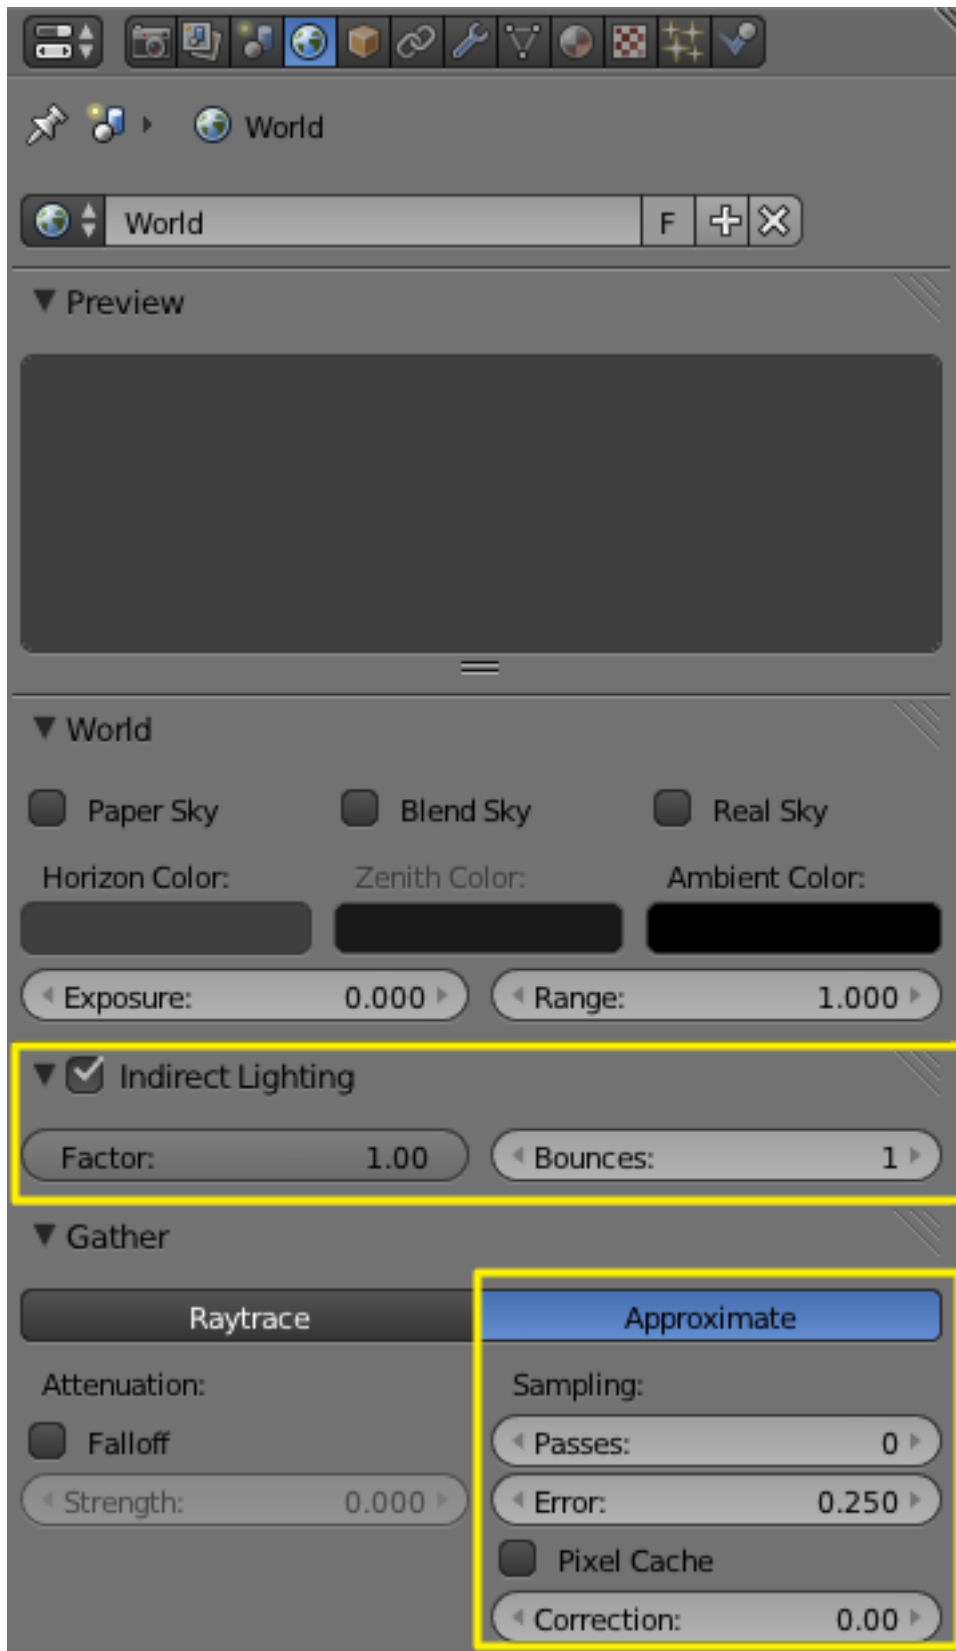 World
World F
Preview
World
Paper Sky Blend Sky Real Sky
Horizon Color: Zenith Color: Ambient Color:
Exposure: 0.000 Range: 1.000
Indirect Lighting
Factor: 1.00 Bounces: 1
Gather
Raytrace Approximate
Attenuation: Sampling:
Falloff Passes: 0
Strength: 0.000 Error: 0.250
Pixel Cache
Correction: 0.00